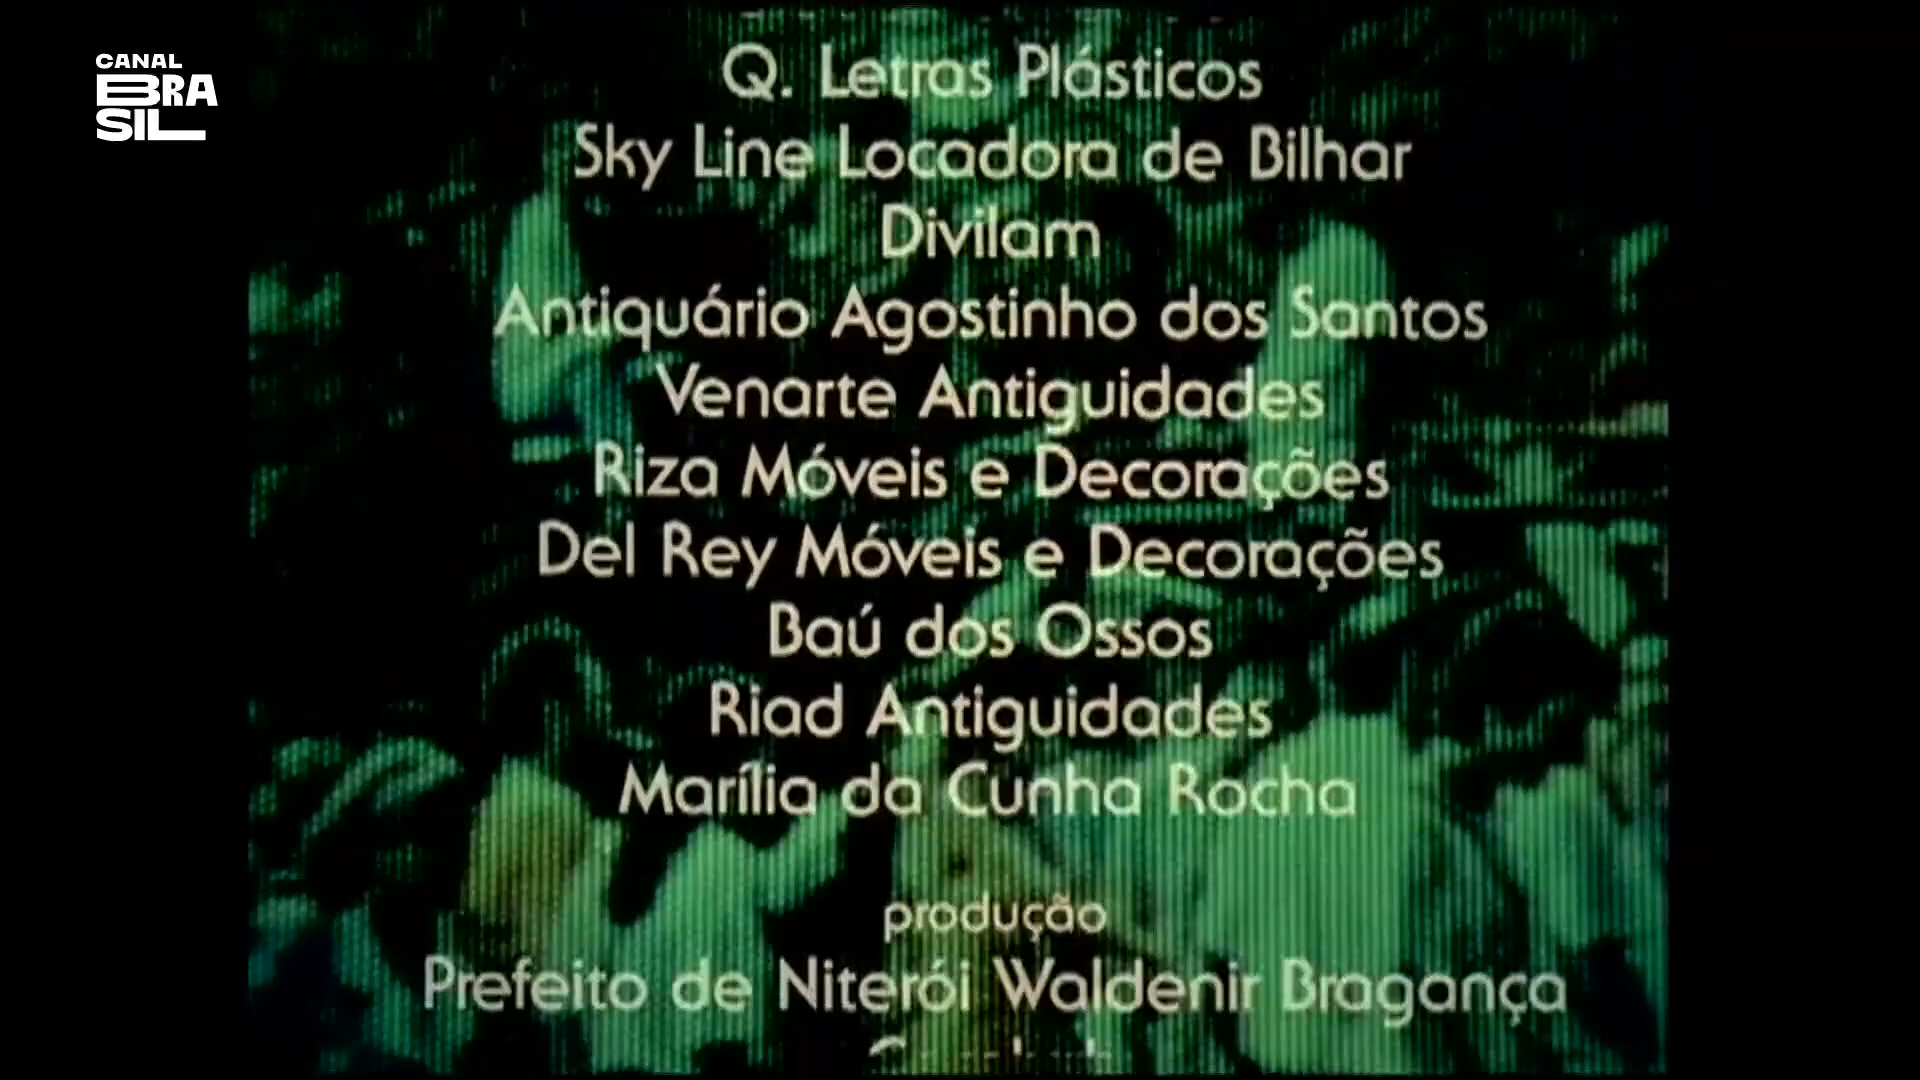 CANAL
BRA
SIL
Q. Letras Plásticos
Sky Line Locadora de Bilhar
Divilam
Antiquário Agostinho dos Santos
Venarte Antiguidades
Riza Móveis e Decorações
Del Rey Móveis e Decorações
Baú dos Ossos
Riad Antiguidades
Marília da Cunha Rocha
produção
Prefeito de Niterói Waldenir Bragança